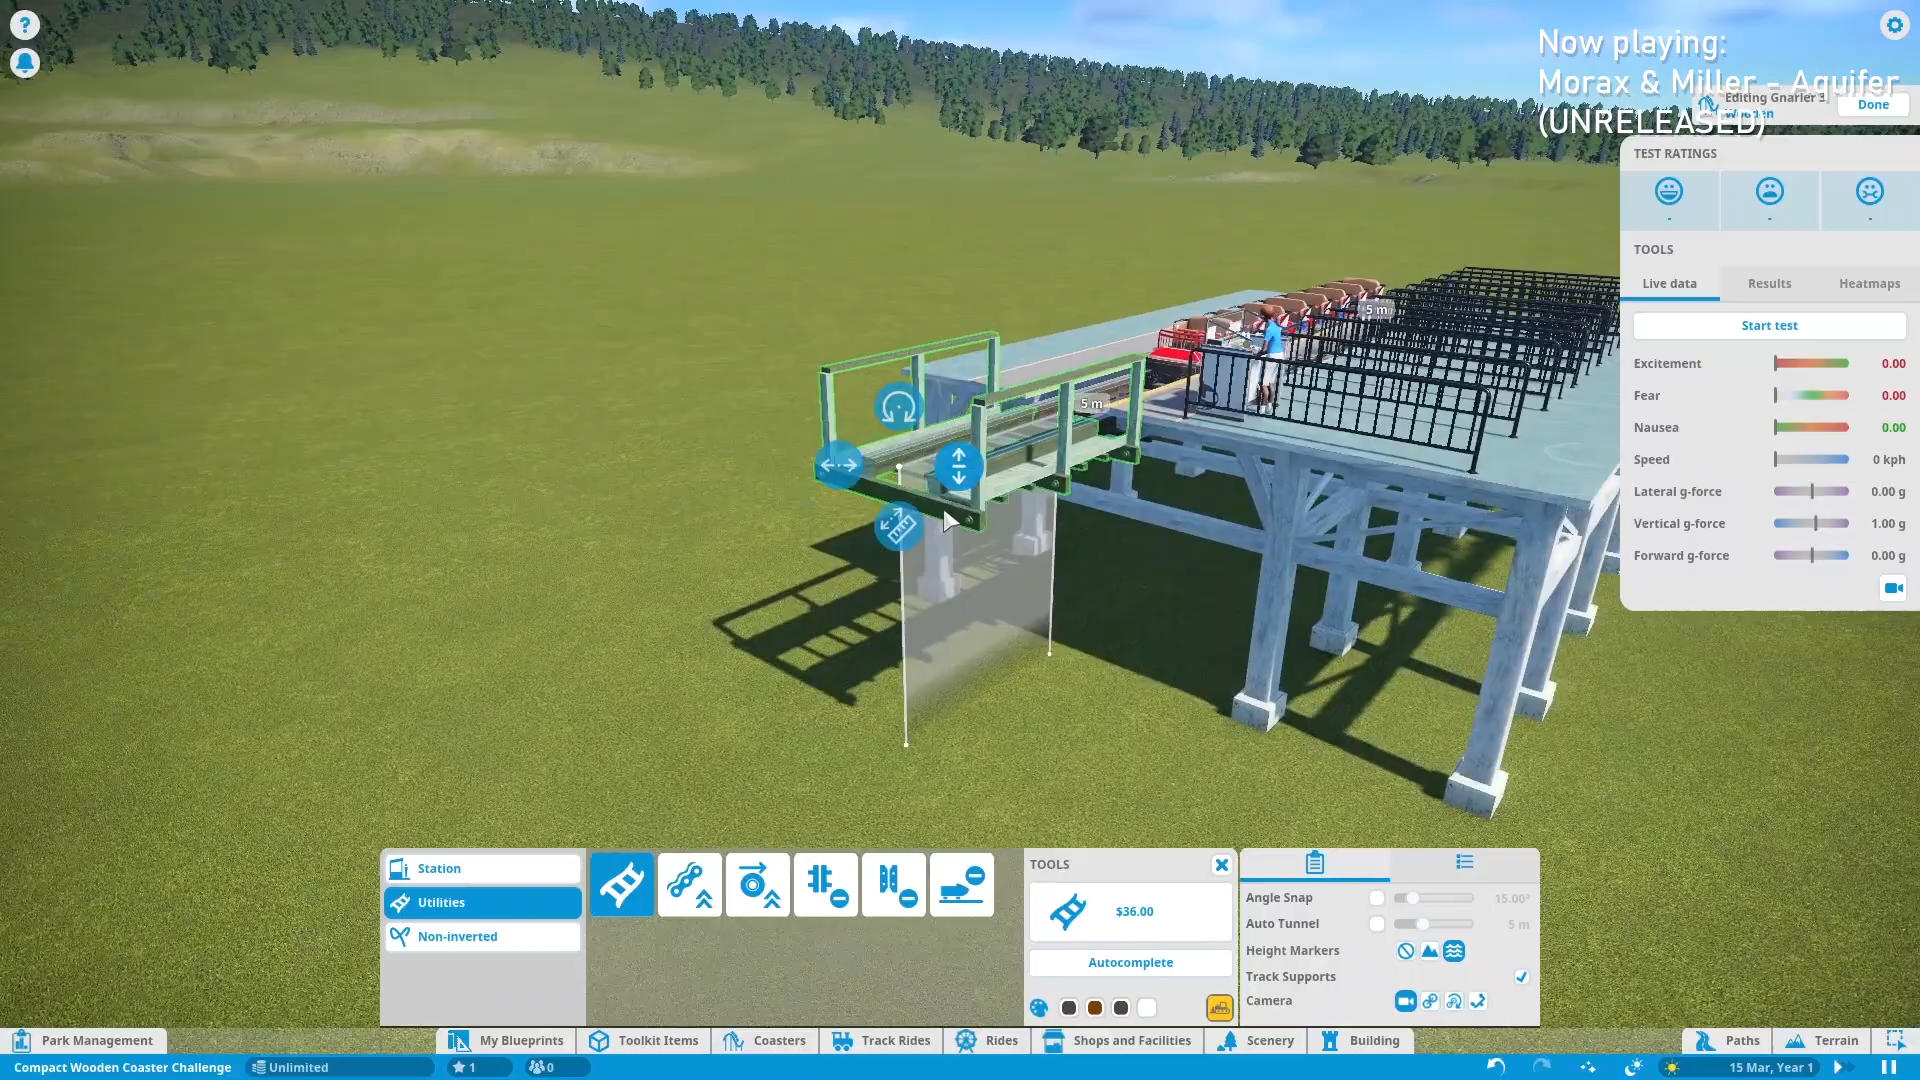 ?
Now playing:
Morax & Miller - Aquifer
(UNRELEASED)
Editing Gnarler 3
Wooden
Done
TEST RATINGS
- - -
TOOLS
Live data
Results
Heatmaps
Start test
Excitement 0.00
Fear 0.00
Nausea 0.00
Speed 0 kph
Lateral g-force 0.00 g
Vertical g-force 1.00 g
Forward g-force 0.00 g
5 m
5 m
Station
Utilities
Non-inverted
TOOLS
$36.00
Autocomplete
Angle Snap 15.00°
Auto Tunnel 5 m
Height Markers
Track Supports
Camera
Park Management
My Blueprints
Toolkit Items
Coasters
Track Rides
Rides
Shops and Facilities
Scenery
Building
Paths
Terrain
Compact Wooden Coaster Challenge
Unlimited
1
0
15 Mar, Year 1